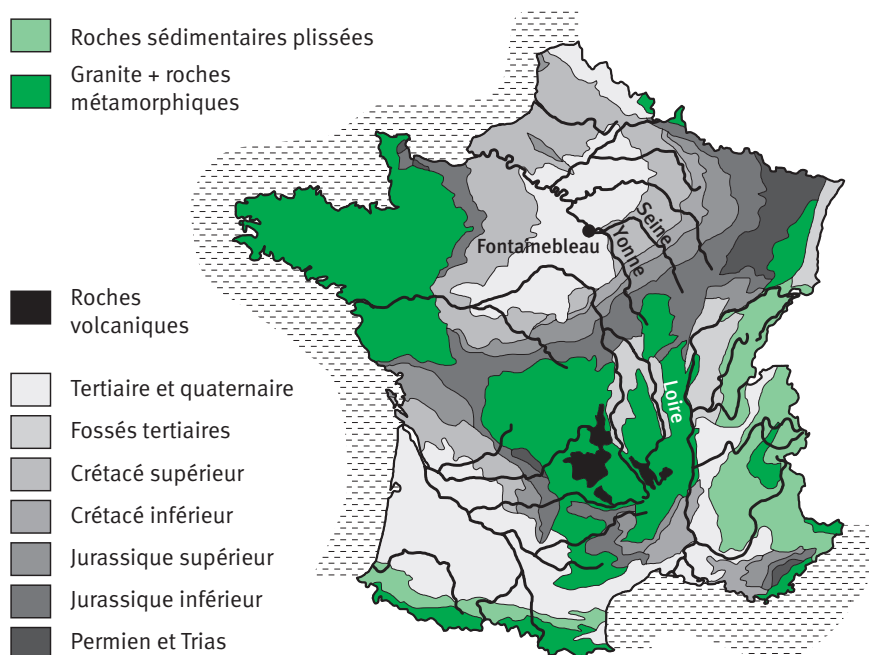 Roches sédimentaires plissées
Granite + roches
métamorphiques
Roches
volcaniques
Tertiaire et quaternaire
Fossés tertiaires
Crétacé supérieur
Crétacé inférieur
Jurassique supérieur
Jurassique inférieur
Permien et Trias
Fontainebleau
Seine
Yonne
Loire